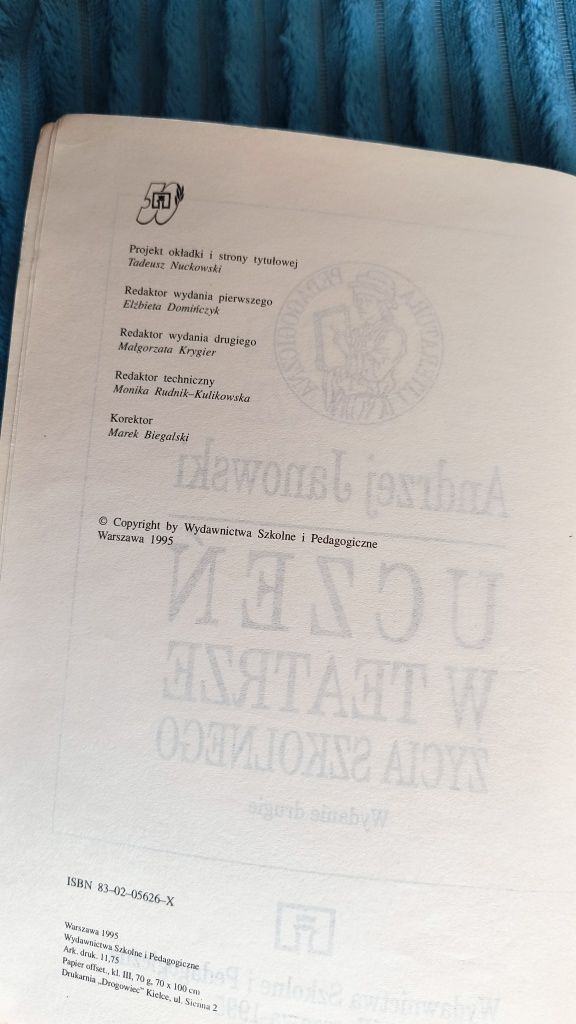 50
Projekt okładki i strony tytułowej
Tadeusz Nuckowski
Redaktor wydania pierwszego
Elżbieta Domińczyk
Redaktor wydania drugiego
Małgorzata Krygier
Redaktor techniczny
Monika Rudnik–Kulikowska
Korektor
Marek Biegalski
Andrzej Janowski
© Copyright by Wydawnictwa Szkolne i Pedagogiczne
Warszawa 1995
UCZEŃ
W TEATRZE
ŻYCIA SZKOLNEGO
Wydanie drugie
ISBN 83–02–05626–X
Warszawa 1995
Wydawnictwa Szkolne i Pedagogiczne
Ark. druk. 11,75
Papier offset., kl. III, 70 g, 70 x 100 cm
Drukarnia „Drogowiec" Kielce, ul. Sienna 2